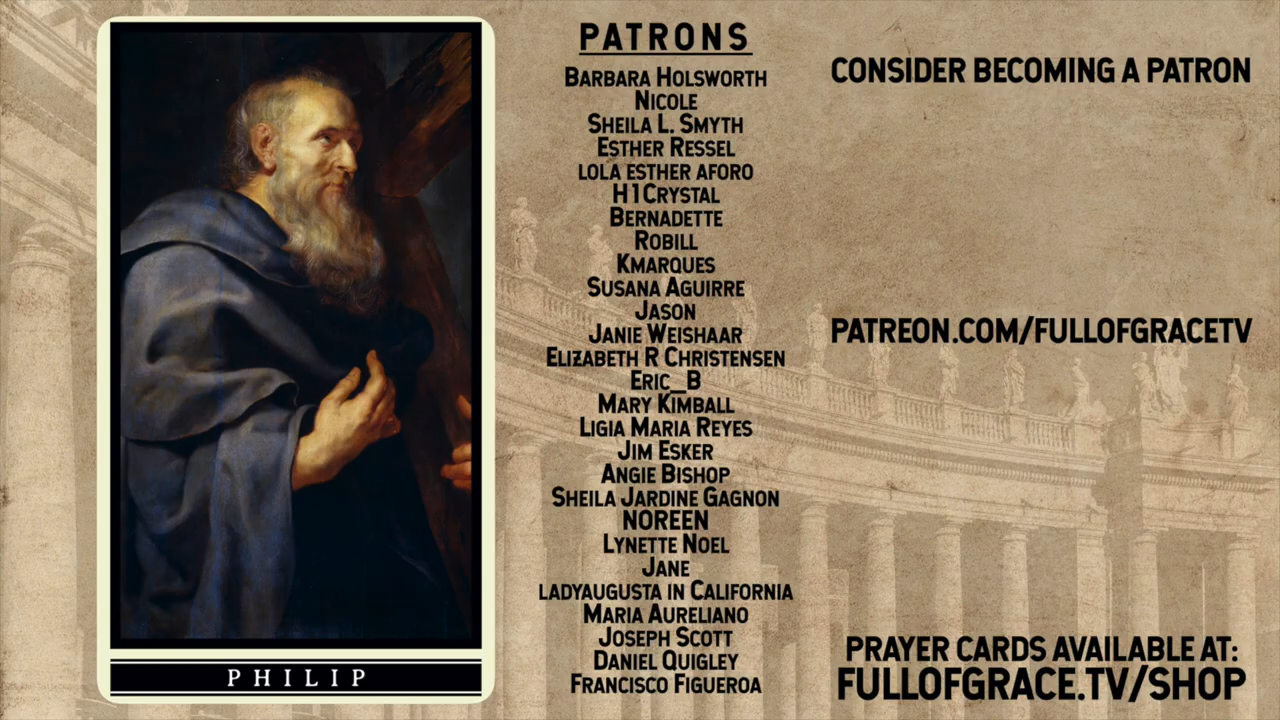 PHILIP
PATRONS
BARBARA HOLSWORTH
NICOLE
SHEILA L. SMYTH
ESTHER RESSEL
LOLA ESTHER AFORO
H1CRYSTAL
BERNADETTE
ROBILL
KMARQUES
SUSANA AGUIRRE
JASON
JANIE WEISHAAR
ELIZABETH R CHRISTENSEN
ERIC_B
MARY KIMBALL
LIGIA MARIA REYES
JIM ESKER
ANGIE BISHOP
SHEILA JARDINE GAGNON
NOREEN
LYNETTE NOEL
JANE
LADYAUGUSTA IN CALIFORNIA
MARIA AURELIANO
JOSEPH SCOTT
DANIEL QUIGLEY
FRANCISCO FIGUEROA
CONSIDER BECOMING A PATRON
PATREON.COM/FULLOFGRACETV
PRAYER CARDS AVAILABLE AT:
FULLOFGRACE.TV/SHOP